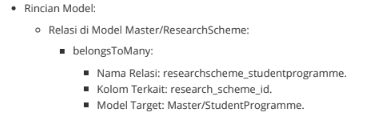 Rincian Model:
Relasi di Model Master/ResearchScheme:
belongsToMany:
Nama Relasi: researchscheme_studentprogramme.
Kolom Terkait: research_scheme_id.
Model Target: Master/StudentProgramme.